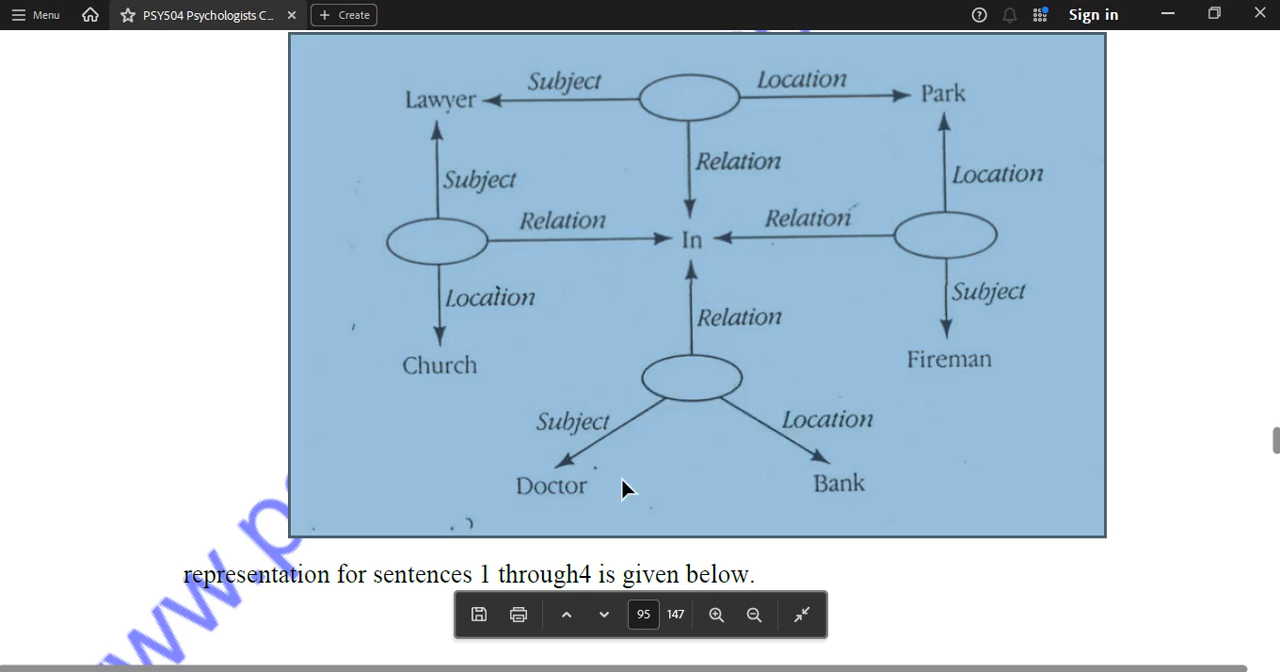 Menu PSY504 Psychologists C... Create Sign in
Subject Location
Lawyer Park
Relation
Subject Location
Relation Relation
In
Location Relation Subject
Church Fireman
Subject Location
Doctor Bank
www.p
representation for sentences 1 through4 is given below.
95 147